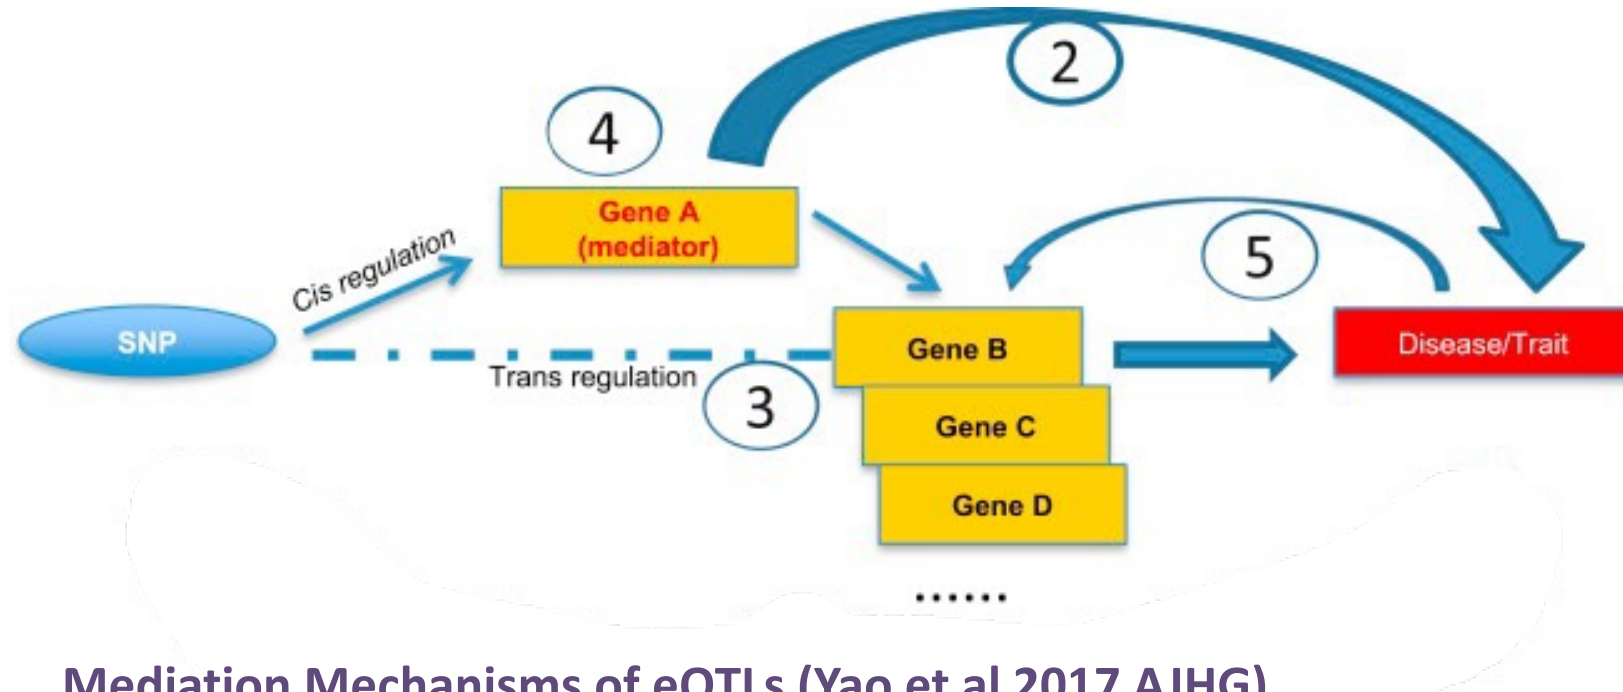 2
4
Gene A
(mediator)
Cis regulation
5
SNP
Gene B
Disease/Trait
Trans regulation
3
Gene C
Gene D
......
Mediation Mechanisms of eQTLs (Yao et al 2017 AJHG)